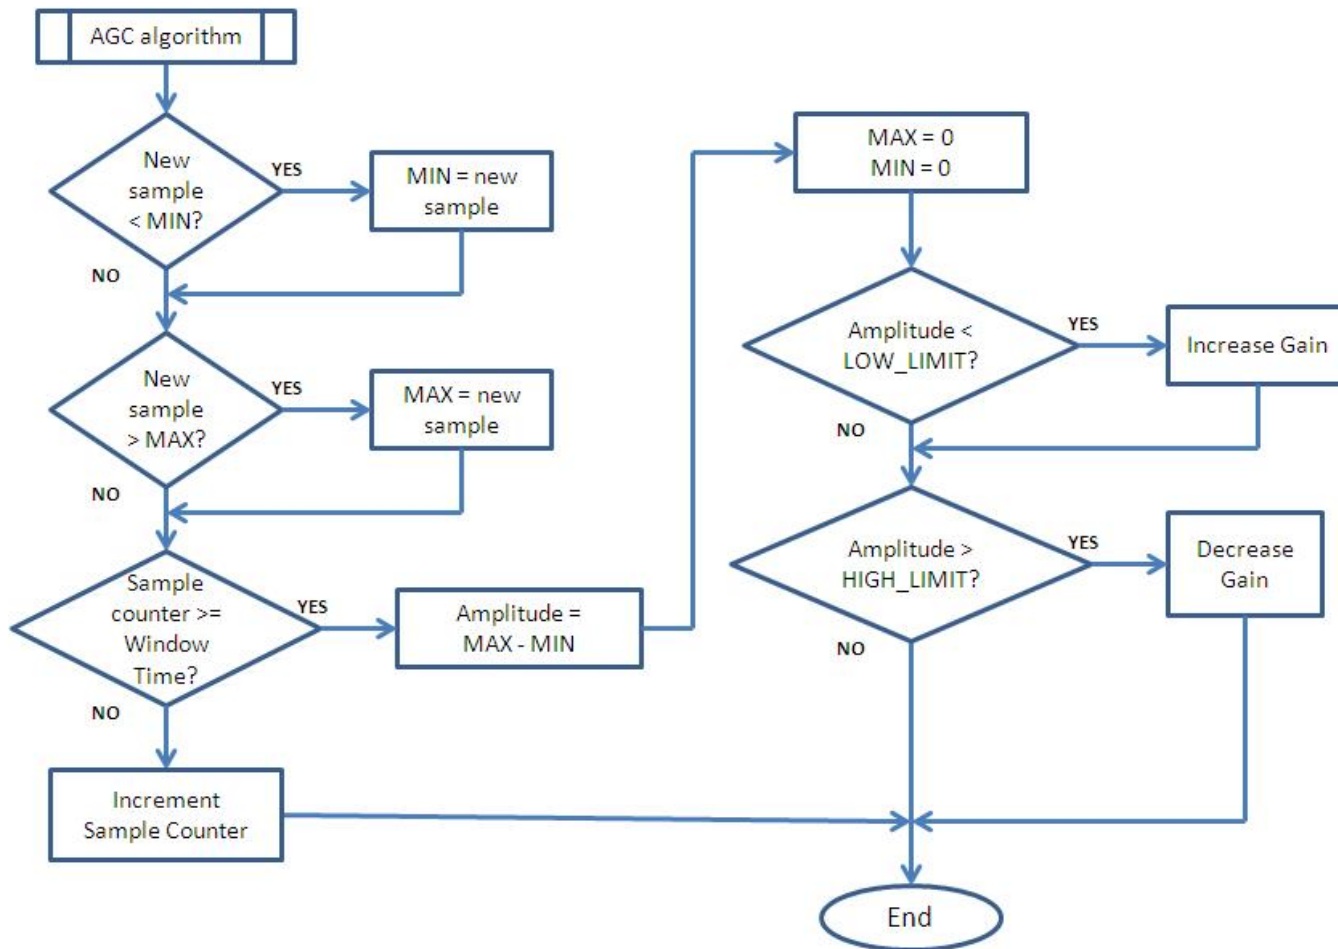 AGC algorithm
New
sample
< MIN?
YES
MIN = new
sample
NO
New
sample
> MAX?
YES
MAX = new
sample
NO
Sample
counter >=
Window
Time?
YES
Amplitude =
MAX - MIN
NO
Increment
Sample Counter
MAX = 0
MIN = 0
Amplitude <
LOW_LIMIT?
YES
Increase Gain
NO
Amplitude >
HIGH_LIMIT?
YES
Decrease
Gain
NO
End